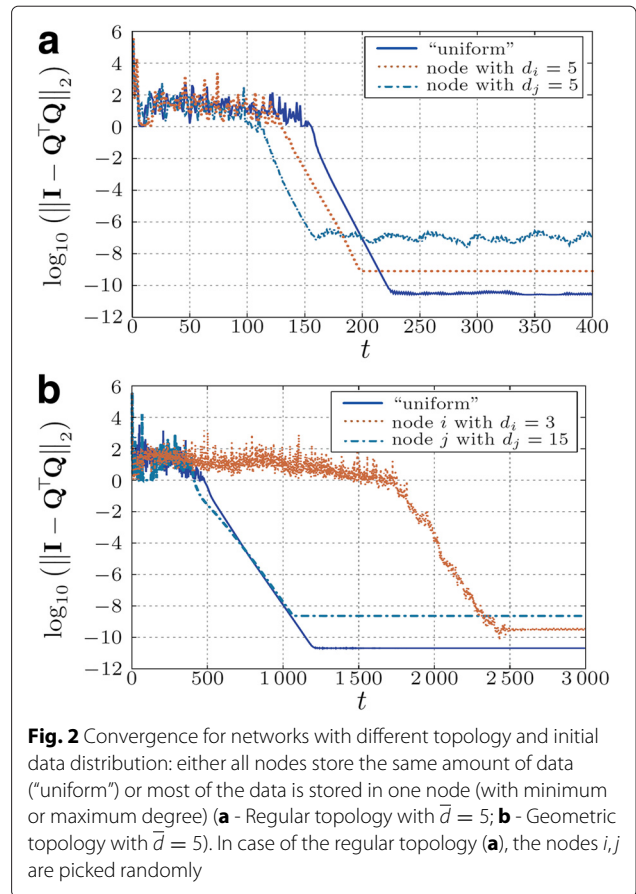 a
6
4
2
0
−2
−4
−6
−8
−10
−12
log₁₀ (||I − QᵀQ||₂)
"uniform"
node with dᵢ = 5
node with dⱼ = 5
0 50 100 150 200 250 300 350 400
t
b
6
4
2
0
−2
−4
−6
−8
−10
−12
log₁₀ (||I − QᵀQ||₂)
"uniform"
node i with dᵢ = 3
node j with dⱼ = 15
0 500 1 000 1 500 2 000 2 500 3 000
t
Fig. 2 Convergence for networks with different topology and initial
data distribution: either all nodes store the same amount of data
("uniform") or most of the data is stored in one node (with minimum
or maximum degree) (a - Regular topology with d̅ = 5; b - Geometric
topology with d̅ = 5). In case of the regular topology (a), the nodes i, j
are picked randomly